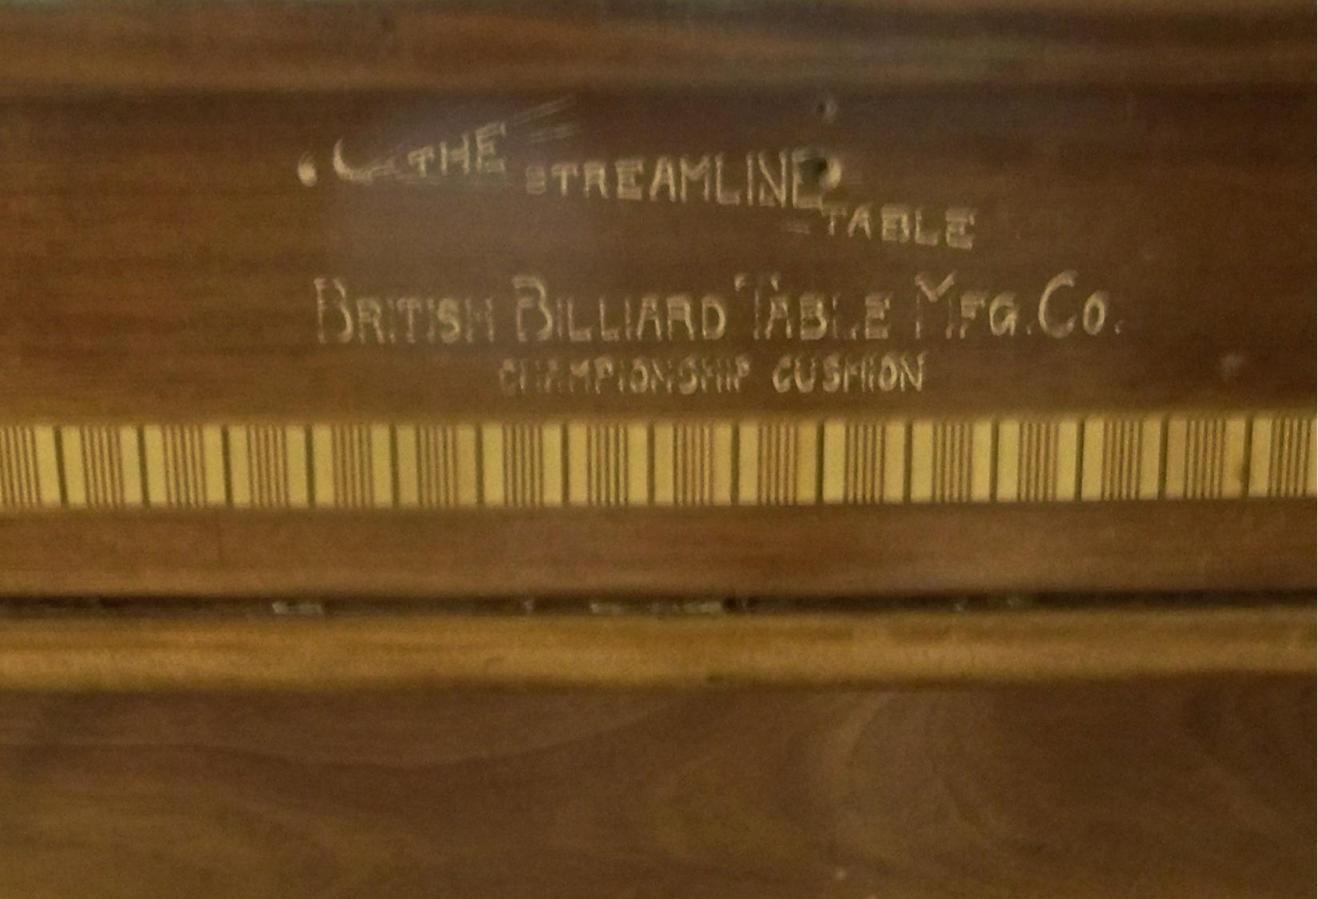 THE STREAMLINE TABLE
BRITISH BILLIARD TABLE MFG. CO.
CHAMPIONSHIP CUSHION